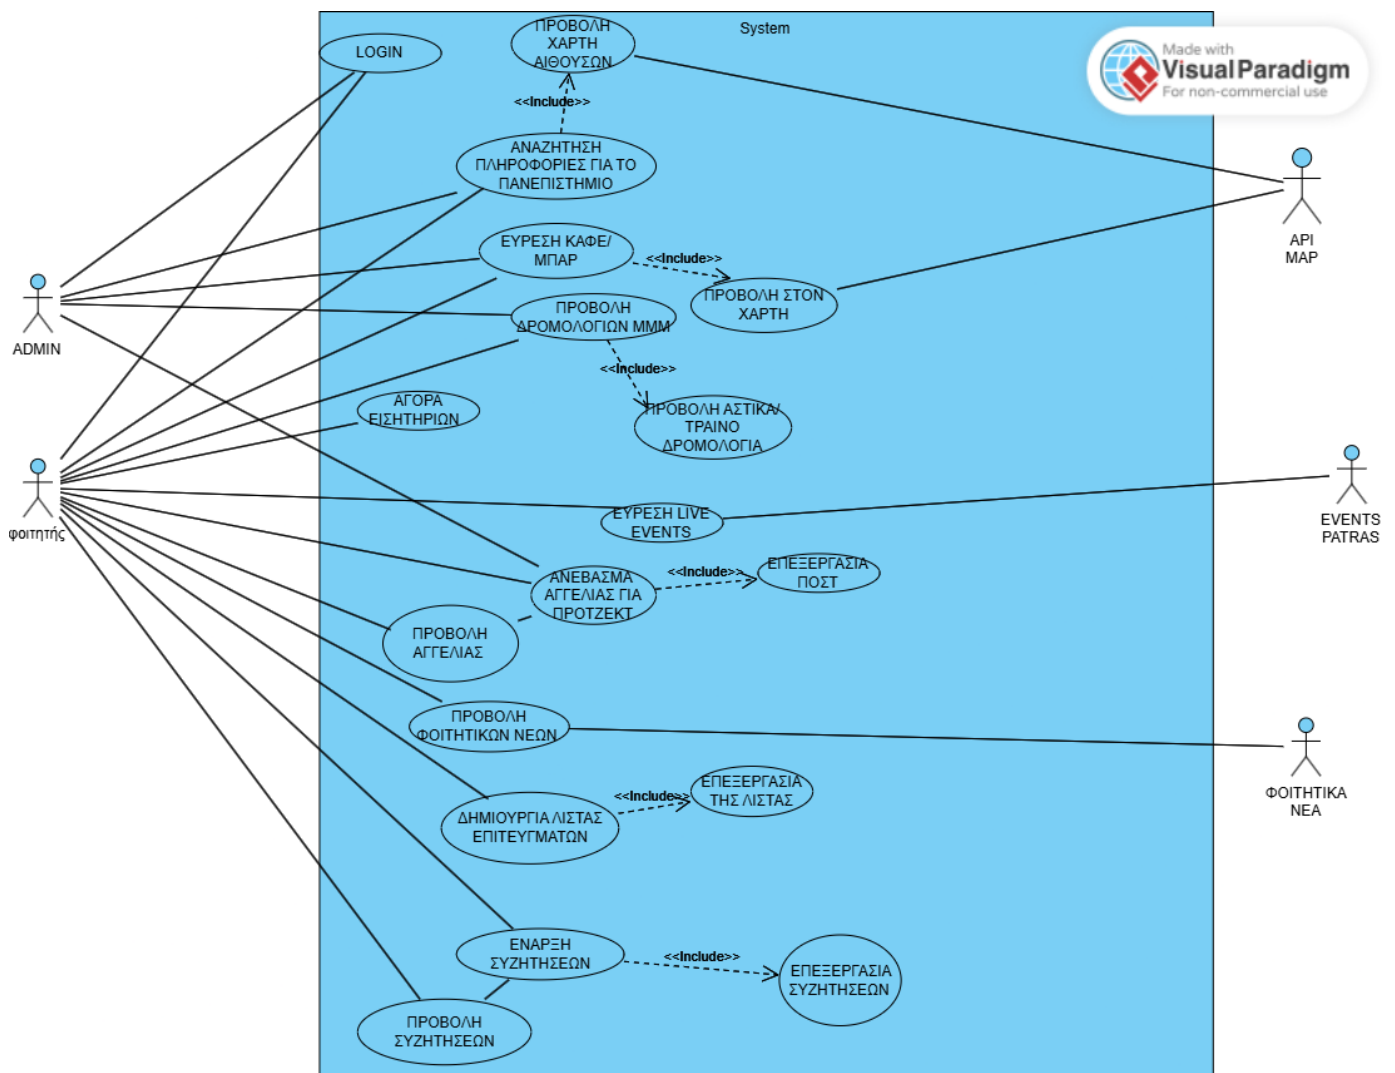 System
Made with
Visual Paradigm
For non-commercial use
LOGIN
ΠΡΟΒΟΛΗ
ΧΑΡΤΗ
ΑΙΘΟΥΣΩΝ
<<Include>>
ΑΝΑΖΗΤΗΣΗ
ΠΛΗΡΟΦΟΡΙΕΣ ΓΙΑ ΤΟ
ΠΑΝΕΠΙΣΤΗΜΙΟ
API
MAP
ΕΥΡΕΣΗ ΚΑΦΕ/
ΜΠΑΡ
<<Include>>
ΠΡΟΒΟΛΗ ΣΤΟΝ
ΧΑΡΤΗ
ADMIN
ΠΡΟΒΟΛΗ
ΔΡΟΜΟΛΟΓΙΩΝ ΜΜΜ
<<Include>>
ΑΓΟΡΑ
ΕΙΣΗΤΗΡΙΩΝ
ΠΡΟΒΟΛΗ ΑΣΤΙΚΑ/
ΤΡΑΙΝΟ
ΔΡΟΜΟΛΟΓΙΑ
φοιτητής
ΕΥΡΕΣΗ LIVE
EVENTS
EVENTS
PATRAS
ΑΝΕΒΑΣΜΑ
ΑΓΓΕΛΙΑΣ ΓΙΑ
ΠΡΟΤΖΕΚΤ
<<Include>>
ΕΠΕΞΕΡΓΑΣΙΑ
ΠΟΣΤ
ΠΡΟΒΟΛΗ
ΑΓΓΕΛΙΑΣ
ΠΡΟΒΟΛΗ
ΦΟΙΤΗΤΙΚΩΝ ΝΕΩΝ
ΦΟΙΤΗΤΙΚΑ
ΝΕΑ
ΔΗΜΙΟΥΡΓΙΑ ΛΙΣΤΑΣ
ΕΠΙΤΕΥΓΜΑΤΩΝ
<<Include>>
ΕΠΕΞΕΡΓΑΣΙΑ
ΤΗΣ ΛΙΣΤΑΣ
ΕΝΑΡΞΗ
ΣΥΖΗΤΗΣΕΩΝ
<<Include>>
ΕΠΕΞΕΡΓΑΣΙΑ
ΣΥΖΗΤΗΣΕΩΝ
ΠΡΟΒΟΛΗ
ΣΥΖΗΤΗΣΕΩΝ